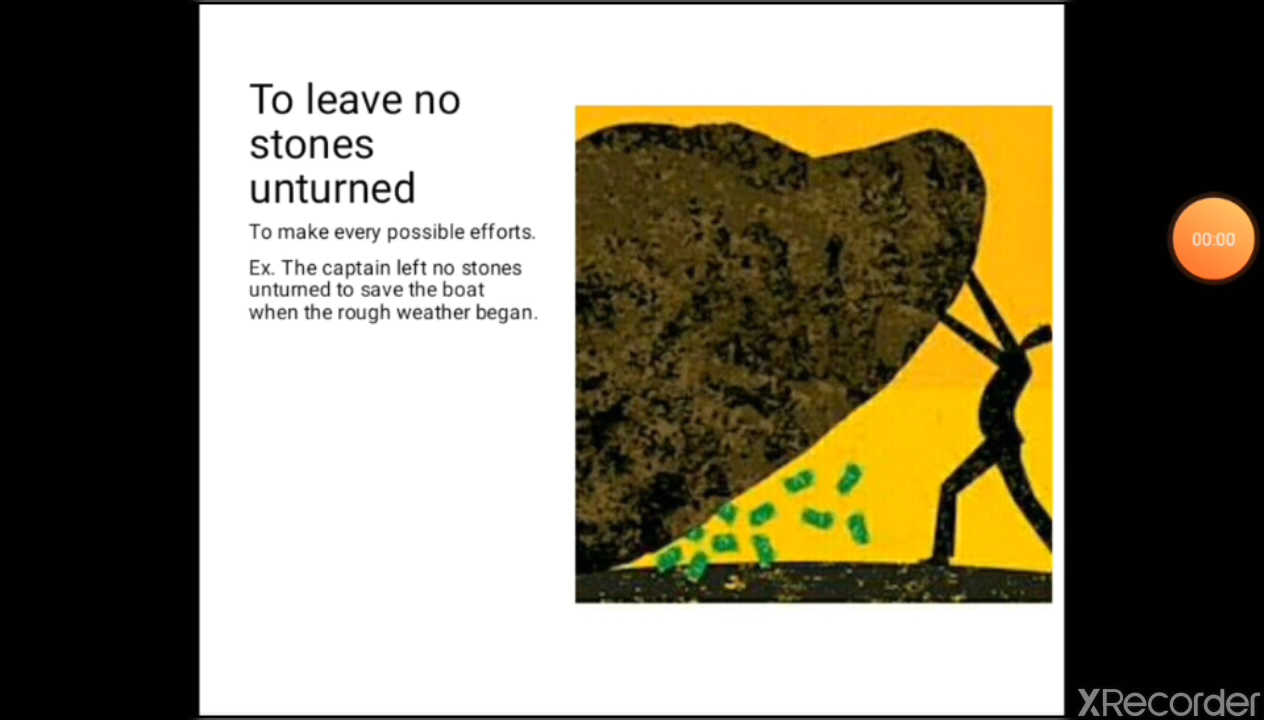 To leave no
stones
unturned
To make every possible efforts.
Ex. The captain left no stones
unturned to save the boat
when the rough weather began.
00:00
XRecorder